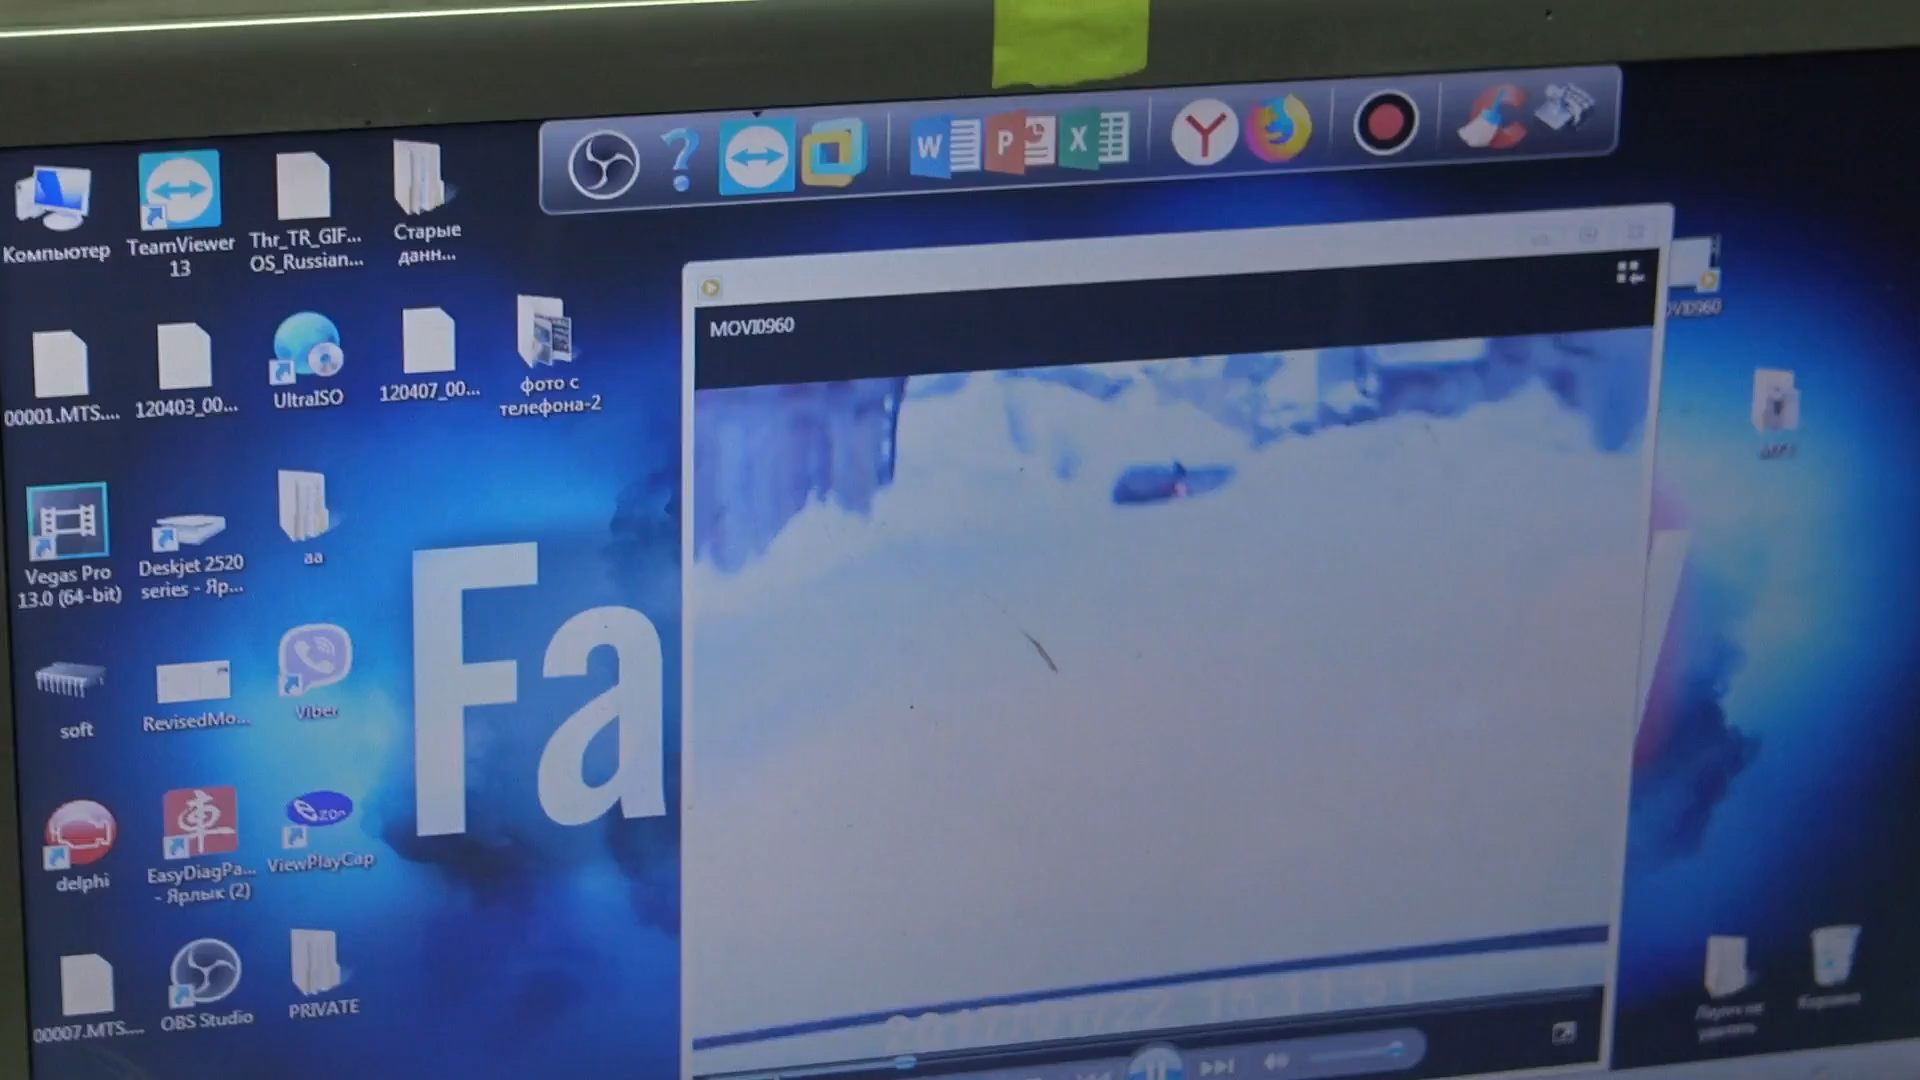 Компьютер
TeamViewer
13
Thr_TR_GIF...
OS_Russian...
Старые
данн...
W
P
X
Y
MOVI0960
00001.MTS....
120403_00...
UltraISO
120407_00...
фото с
телефона-2
Vegas Pro
13.0 (64-bit)
Deskjet 2520
series - Яр...
aa
Fa
soft
RevisedMo...
Viber
delphi
EasyDiagPa...
- Ярлык (2)
ViewPlayCap
00007.MTS....
OBS Studio
PRIVATE
Корзина